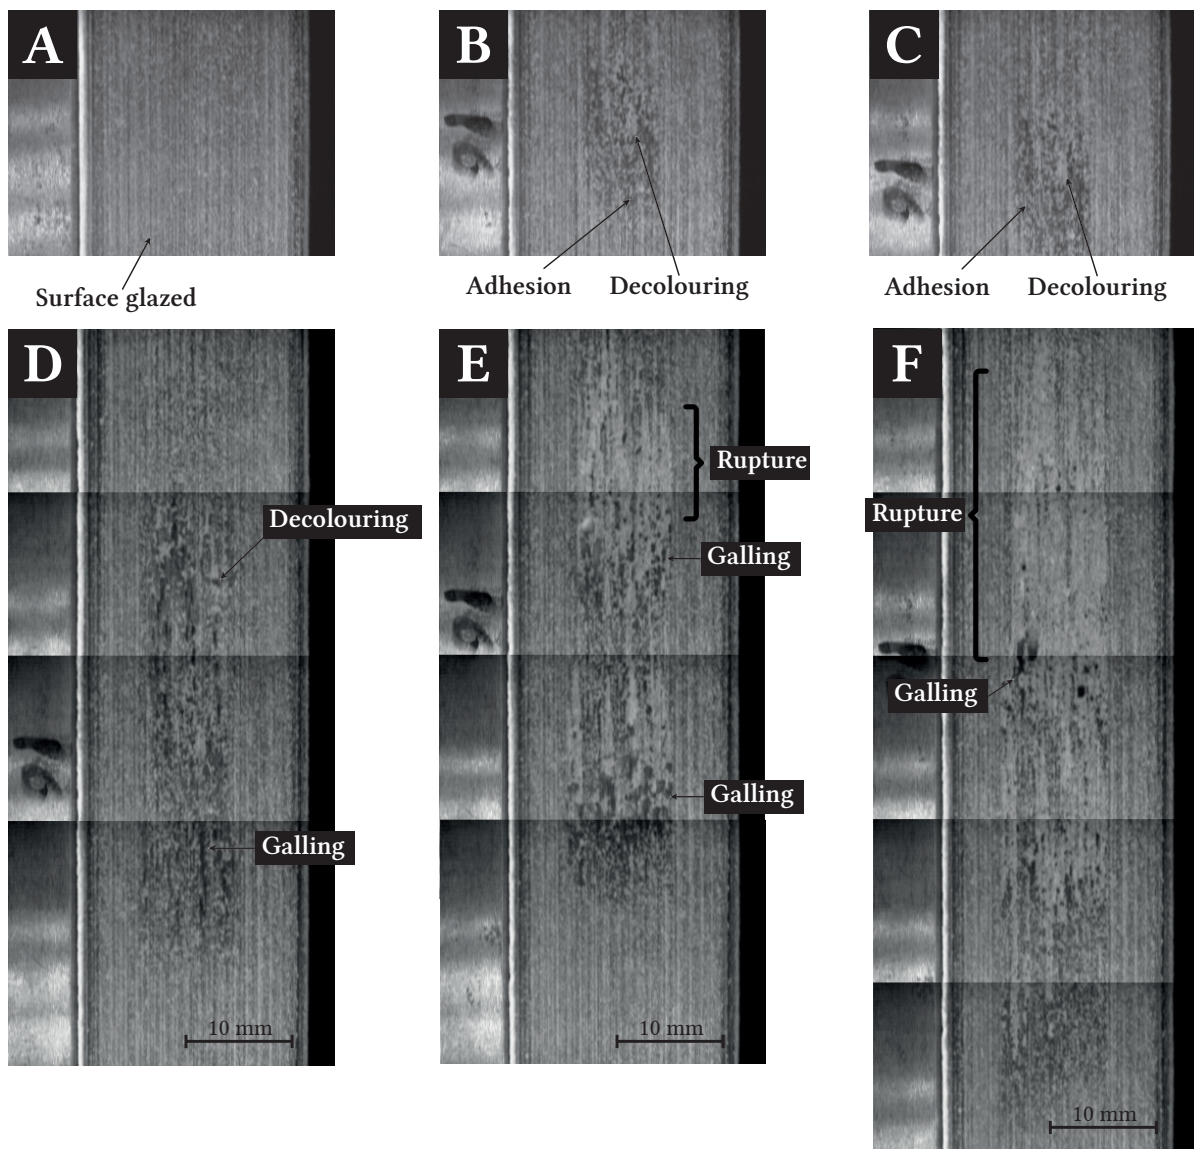 A
B
C
Surface glazed
Adhesion
Decolouring
Adhesion
Decolouring
D
E
F
Decolouring
Galling
10 mm
Rupture
Galling
Galling
10 mm
Rupture
Galling
10 mm